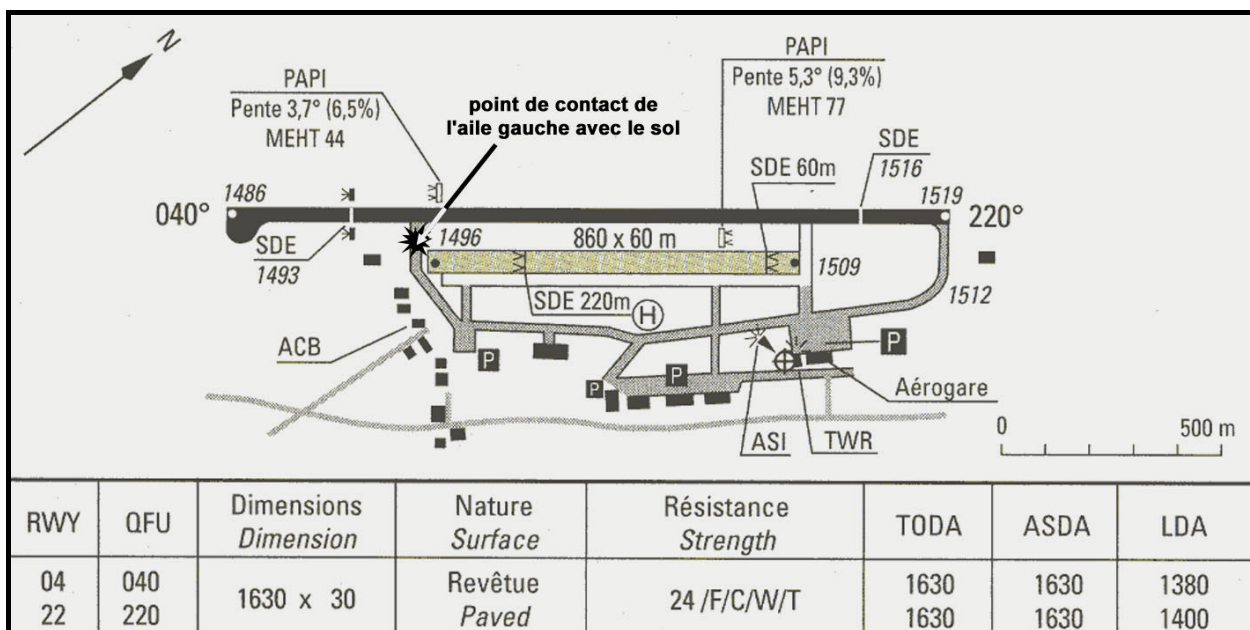 N
PAPI
Pente 3,7° (6,5%)
MEHT 44
point de contact de
l'aile gauche avec le sol
PAPI
Pente 5,3° (9,3%)
MEHT 77
SDE
1516
SDE 60m
1486
1519
040°
220°
SDE
1493
1496
860 x 60 m
1509
1512
SDE 220m
H
ACB
P
P
P
P
Aérogare
ASI
TWR
0
500 m
RWY
QFU
Dimensions
Dimension
Nature
Surface
Résistance
Strength
TODA
ASDA
LDA
04
22
040
220
1630 x 30
Revêtue
Paved
24 /F/C/W/T
1630
1630
1630
1630
1380
1400